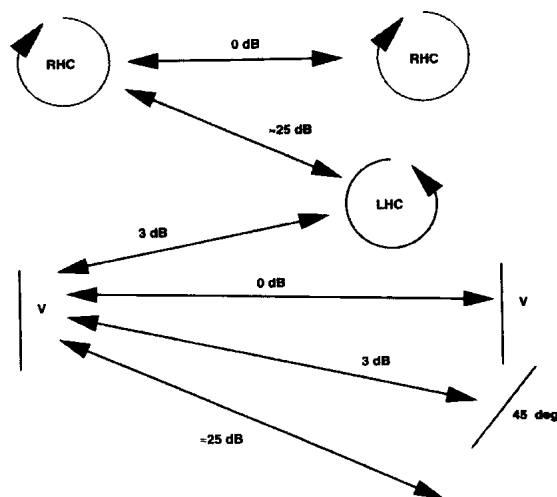 0 dB
RHC
RHC
~25 dB
LHC
3 dB
0 dB
V
V
3 dB
45 deg
≈25 dB